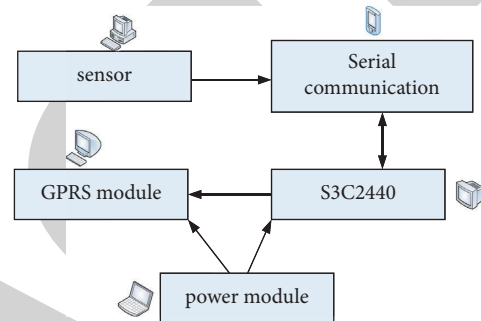 sensor
Serial
communication
GPRS module
S3C2440
power module